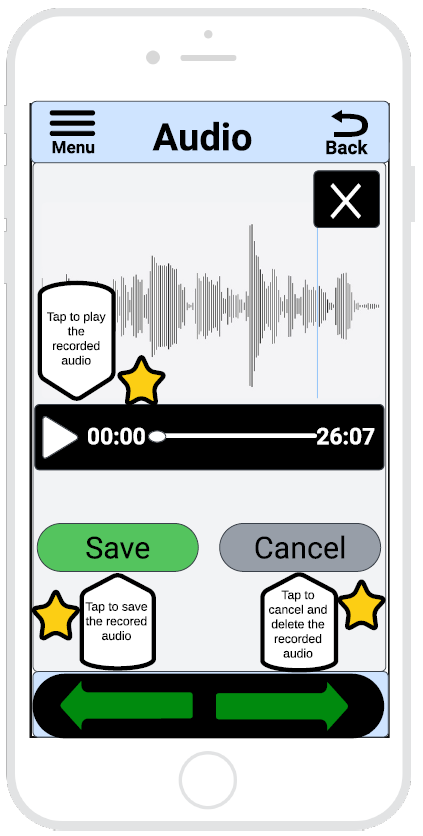 Menu
Audio
Back
X
Tap to play
the
recorded
audio
00:00
26:07
Save
Cancel
Tap to save
the recored
audio
Tap to
cancel and
delete the
recorded
audio